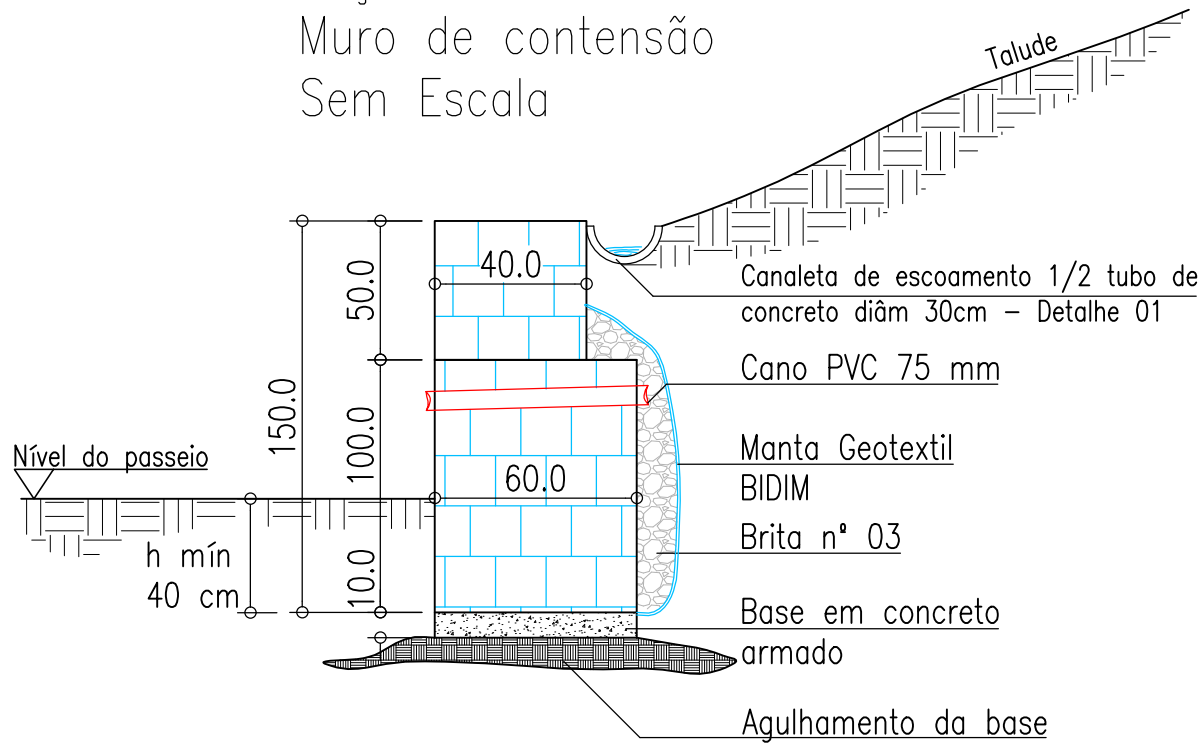 Muro de contensão
Sem Escala
Talude
Canaleta de escoamento 1/2 tubo de
concreto diâm 30cm – Detalhe 01
40.0
50.0
Cano PVC 75 mm
150.0
100.0
Nível do passeio
60.0
Manta Geotextil
BIDIM
Brita nº 03
h mín
40 cm
10.0
Base em concreto
armado
Agulhamento da base